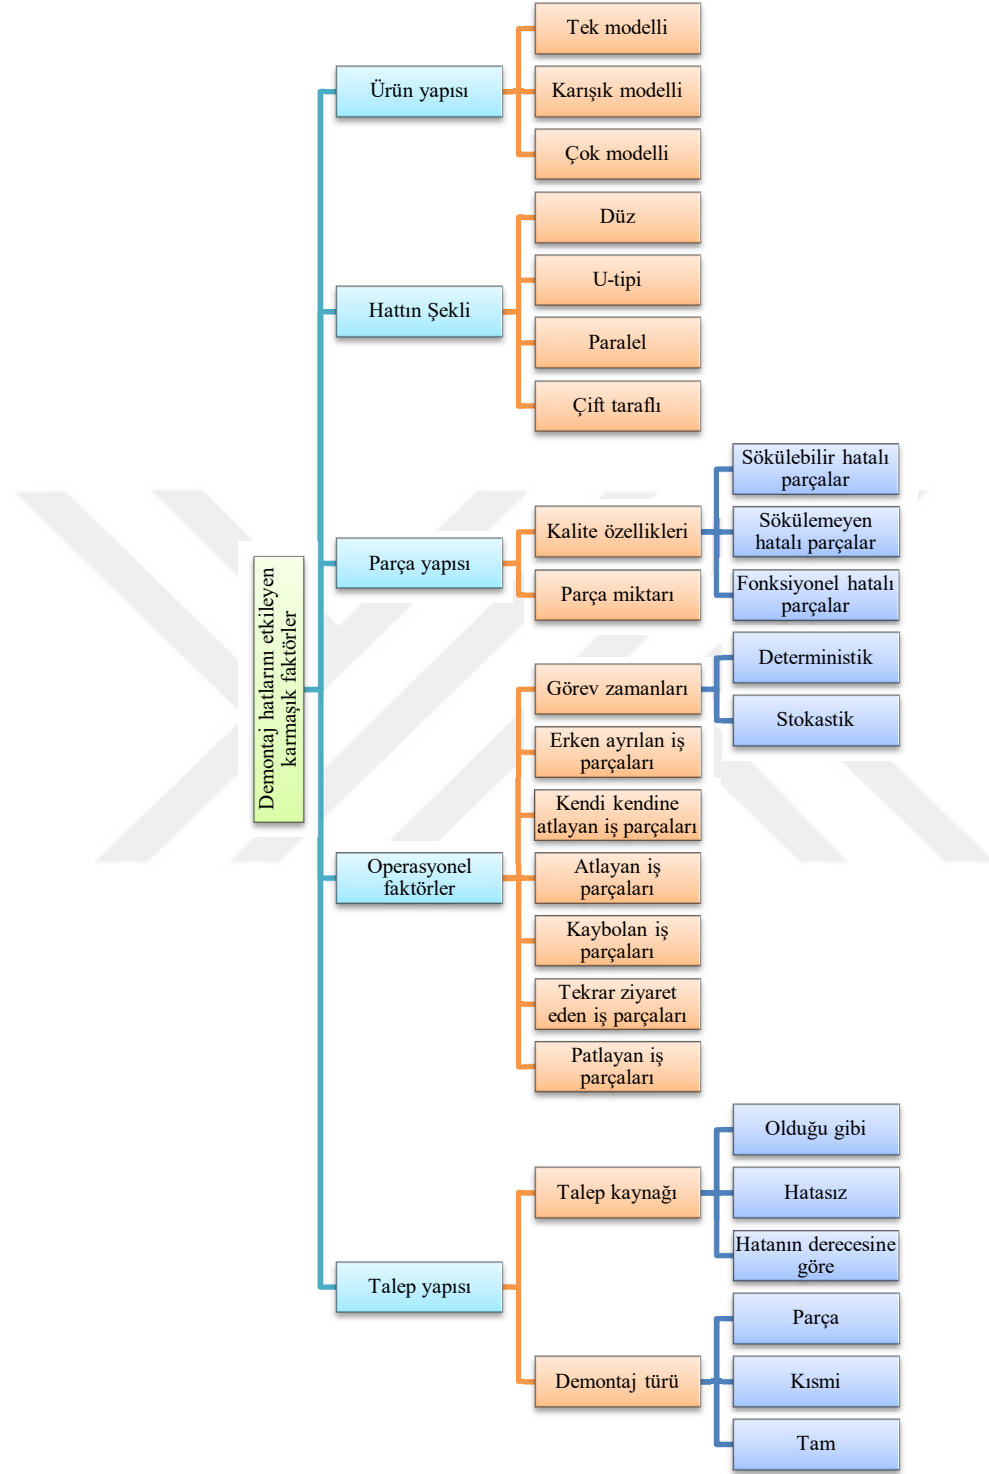 Demontaj hatlarını etkileyen
karmaşık faktörler
Ürün yapısı
Tek modelli
Karışık modelli
Çok modelli
Hattın Şekli
Düz
U-tipi
Paralel
Çift taraflı
Parça yapısı
Kalite özellikleri
Sökülebilir hatalı
parçalar
Sökülemeyen
hatalı parçalar
Fonksiyonel hatalı
parçalar
Parça miktarı
Operasyonel
faktörler
Görev zamanları
Deterministik
Stokastik
Erken ayrılan iş
parçaları
Kendi kendine
atlayan iş parçaları
Atlayan iş
parçaları
Kaybolan iş
parçaları
Tekrar ziyaret
eden iş parçaları
Patlayan iş
parçaları
Talep yapısı
Talep kaynağı
Olduğu gibi
Hatasız
Hatanın derecesine
göre
Demontaj türü
Parça
Kısmi
Tam